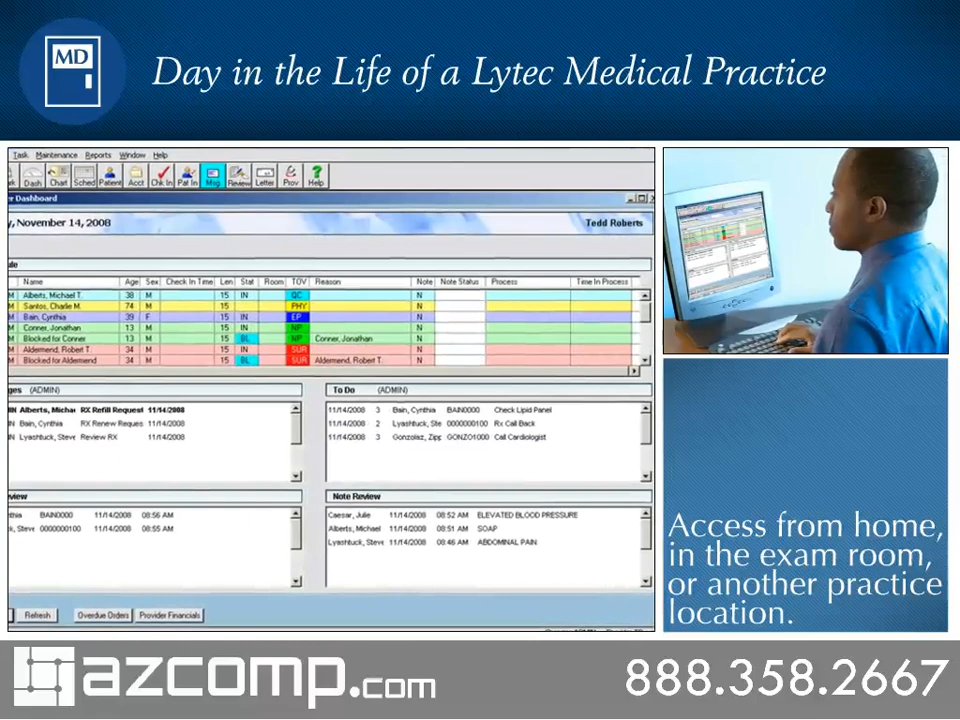 MD
Day in the Life of a Lytec Medical Practice
Task Maintenance Reports Window Help
Dash Chart Sched Patient Acct Chk In Pat In Msg Review Letter Prov Help
Dashboard
November 14, 2008 Tedd Roberts
Name Age Sex Check In Time Len Stat Room TOV Reason Note Note Status Process Time In Process
M Alberts, Michael T. 38 M 15 IN QC N
M Santos, Charlie M. 74 M 15 PHY N
M Bain, Cynthia 39 F 15 IN EP N
M Conner, Jonathan 13 M 15 IN NP N
M Blocked for Conner 13 M 15 BL NP Conner, Jonathan N
M Aldermend, Robert T. 34 M 15 IN SUR N
M Blocked for Aldermend 34 M 15 BL SUR Aldermend, Robert T. N
(ADMIN) To Do (ADMIN)
Alberts, Michae RX Refill Request 11/14/2008
Bain, Cynthia RX Renew Reques 11/14/2008
Lyashtuck, Steve Review RX 11/14/2008
11/14/2008 3 Bain, Cynthia BAIN0000 Check Lipid Panel
11/14/2008 2 Lyashtuck, Ste 0000000100 Rx Call Back
11/14/2008 3 Gonzolaz, Zipp GONZO1000 Call Cardiologist
Note Review
BAIN0000 11/14/2008 08:56 AM
0000000100 11/14/2008 08:55 AM
Caesar, Julie 11/14/2008 08:52 AM ELEVATED BLOOD PRESSURE
Alberts, Michael 11/14/2008 08:51 AM SOAP
Lyashtuck, Steve 11/14/2008 08:46 AM ABDOMINAL PAIN
Refresh Overdue Orders Provider Financials
Access from home,
in the exam room,
or another practice
location.
azcomp.com
888.358.2667